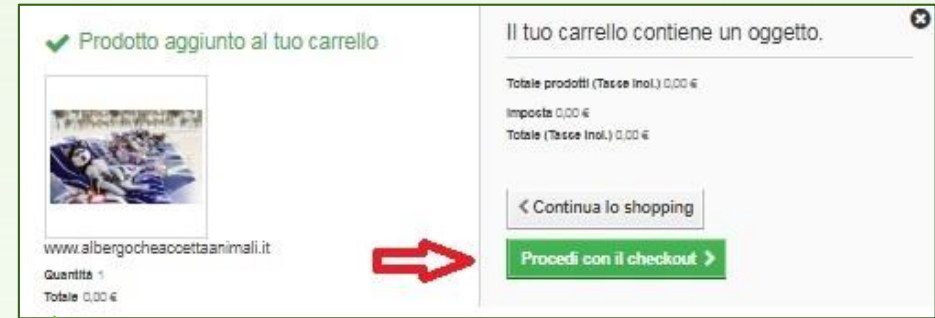 Prodotto aggiunto al tuo carrello
www.albergocheaccettaanimali.it
Quantità 1
Totale 0,00 €
Il tuo carrello contiene un oggetto.
Totale prodotti (Tasse incl.) 0,00 €
Imposta 0,00 €
Totale (Tasse incl.) 0,00 €
Continua lo shopping
Procedi con il checkout